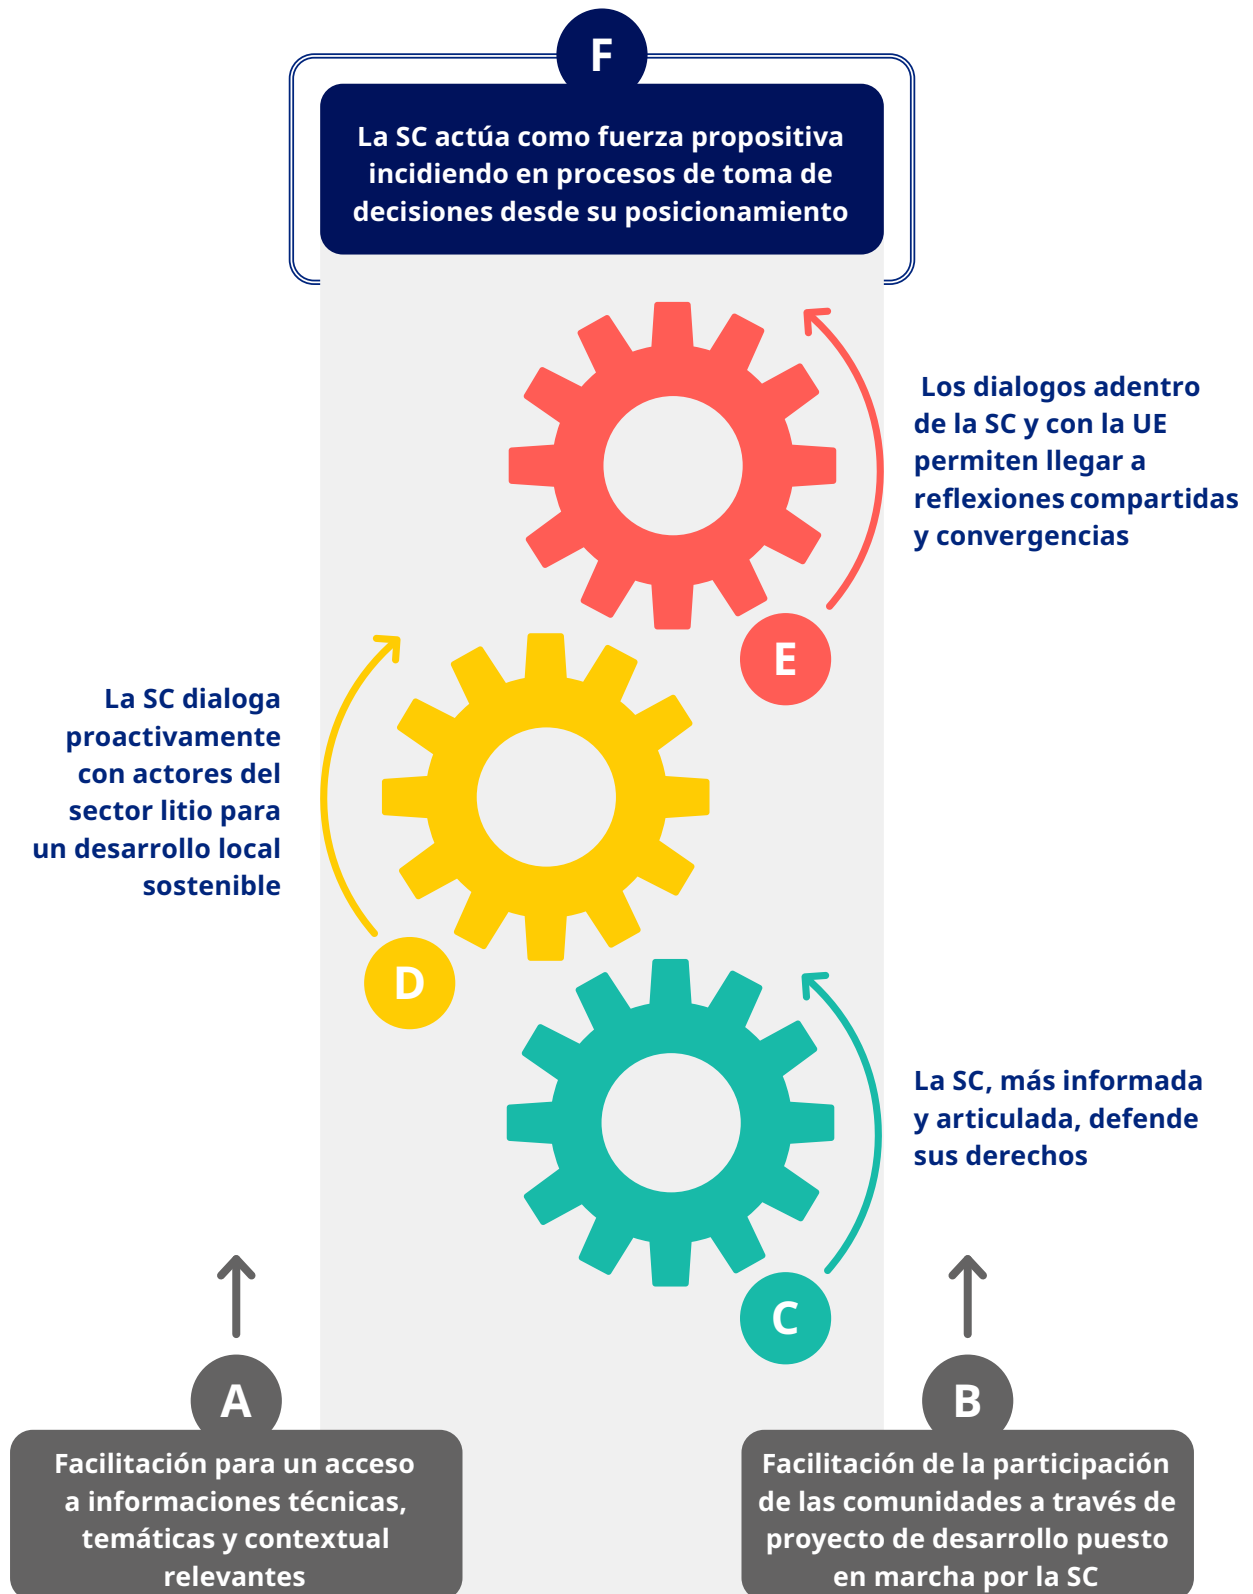 F
La SC actúa como fuerza propositiva
incidiendo en procesos de toma de
decisiones desde su posicionamiento
Los dialogos adentro
de la SC y con la UE
permiten llegar a
reflexiones compartidas
y convergencias
E
La SC dialoga
proactivamente
con actores del
sector litio para
un desarrollo local
sostenible
D
La SC, más informada
y articulada, defende
sus derechos
C
A
Facilitación para un acceso
a informaciones técnicas,
temáticas y contextual
relevantes
B
Facilitación de la participación
de las comunidades a través de
proyecto de desarrollo puesto
en marcha por la SC